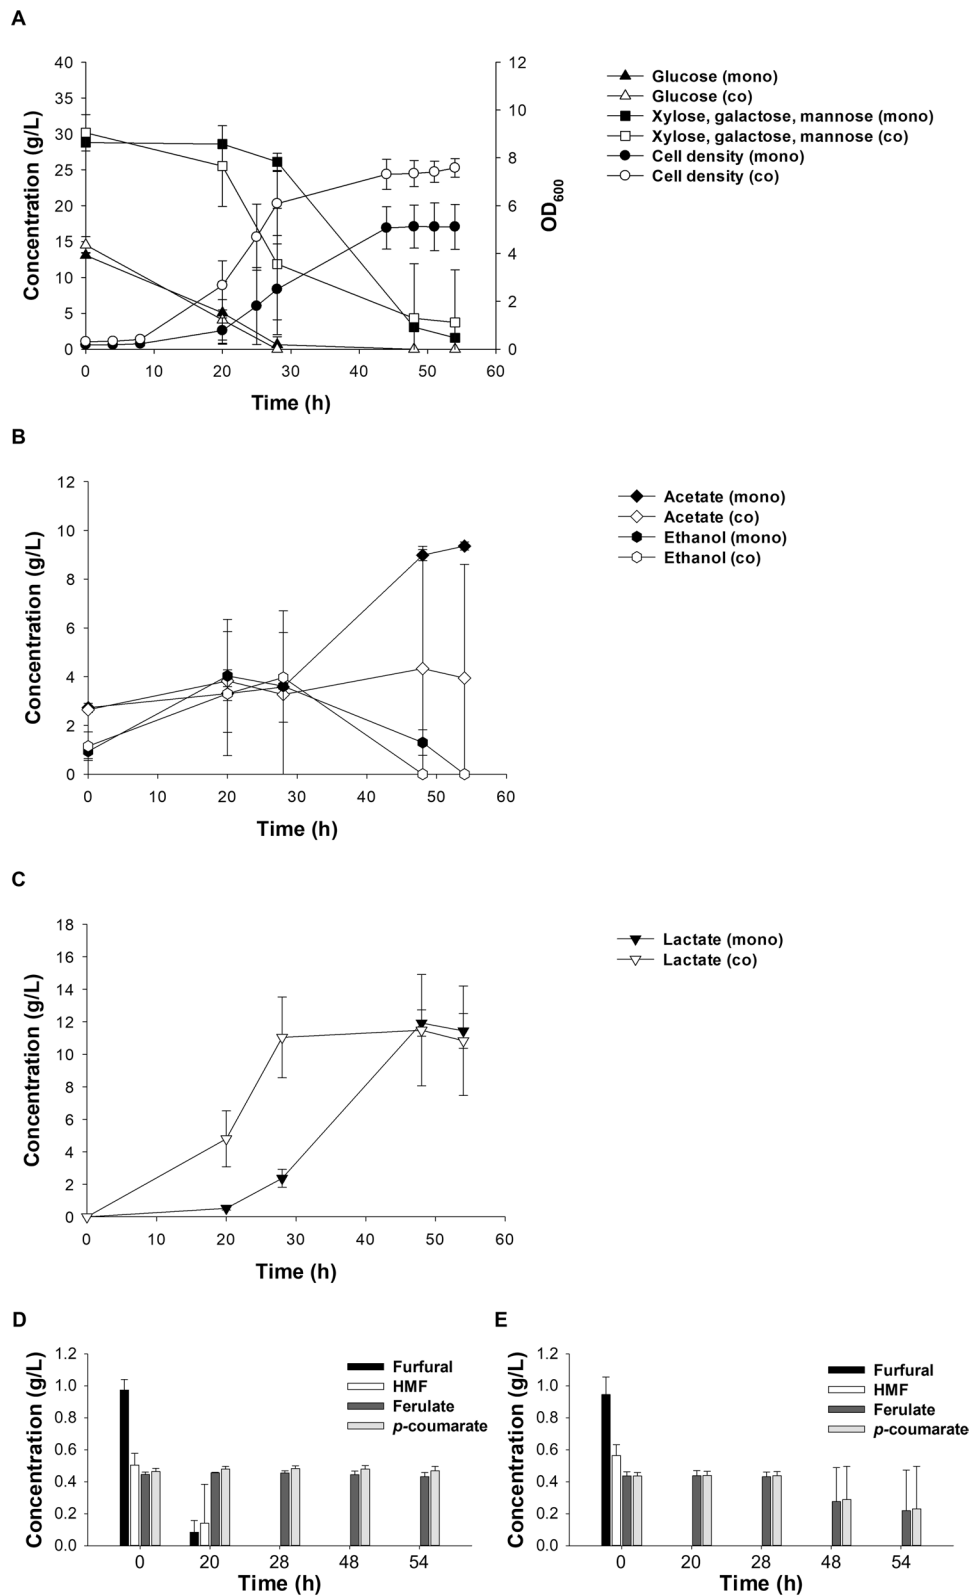 A
Concentration (g/L)
40
35
30
25
20
15
10
5
0
12
10
8
6
4
2
0
OD600
0 10 20 30 40 50 60
Time (h)
Glucose (mono)
Glucose (co)
Xylose, galactose, mannose (mono)
Xylose, galactose, mannose (co)
Cell density (mono)
Cell density (co)
B
Concentration (g/L)
12
10
8
6
4
2
0
0 10 20 30 40 50 60
Time (h)
Acetate (mono)
Acetate (co)
Ethanol (mono)
Ethanol (co)
C
Concentration (g/L)
18
16
14
12
10
8
6
4
2
0
0 10 20 30 40 50 60
Time (h)
Lactate (mono)
Lactate (co)
D
Concentration (g/L)
1.2
1.0
0.8
0.6
0.4
0.2
0.0
0 20 28 48 54
Time (h)
Furfural
HMF
Ferulate
p-coumarate
E
Concentration (g/L)
1.2
1.0
0.8
0.6
0.4
0.2
0.0
0 20 28 48 54
Time (h)
Furfural
HMF
Ferulate
p-coumarate